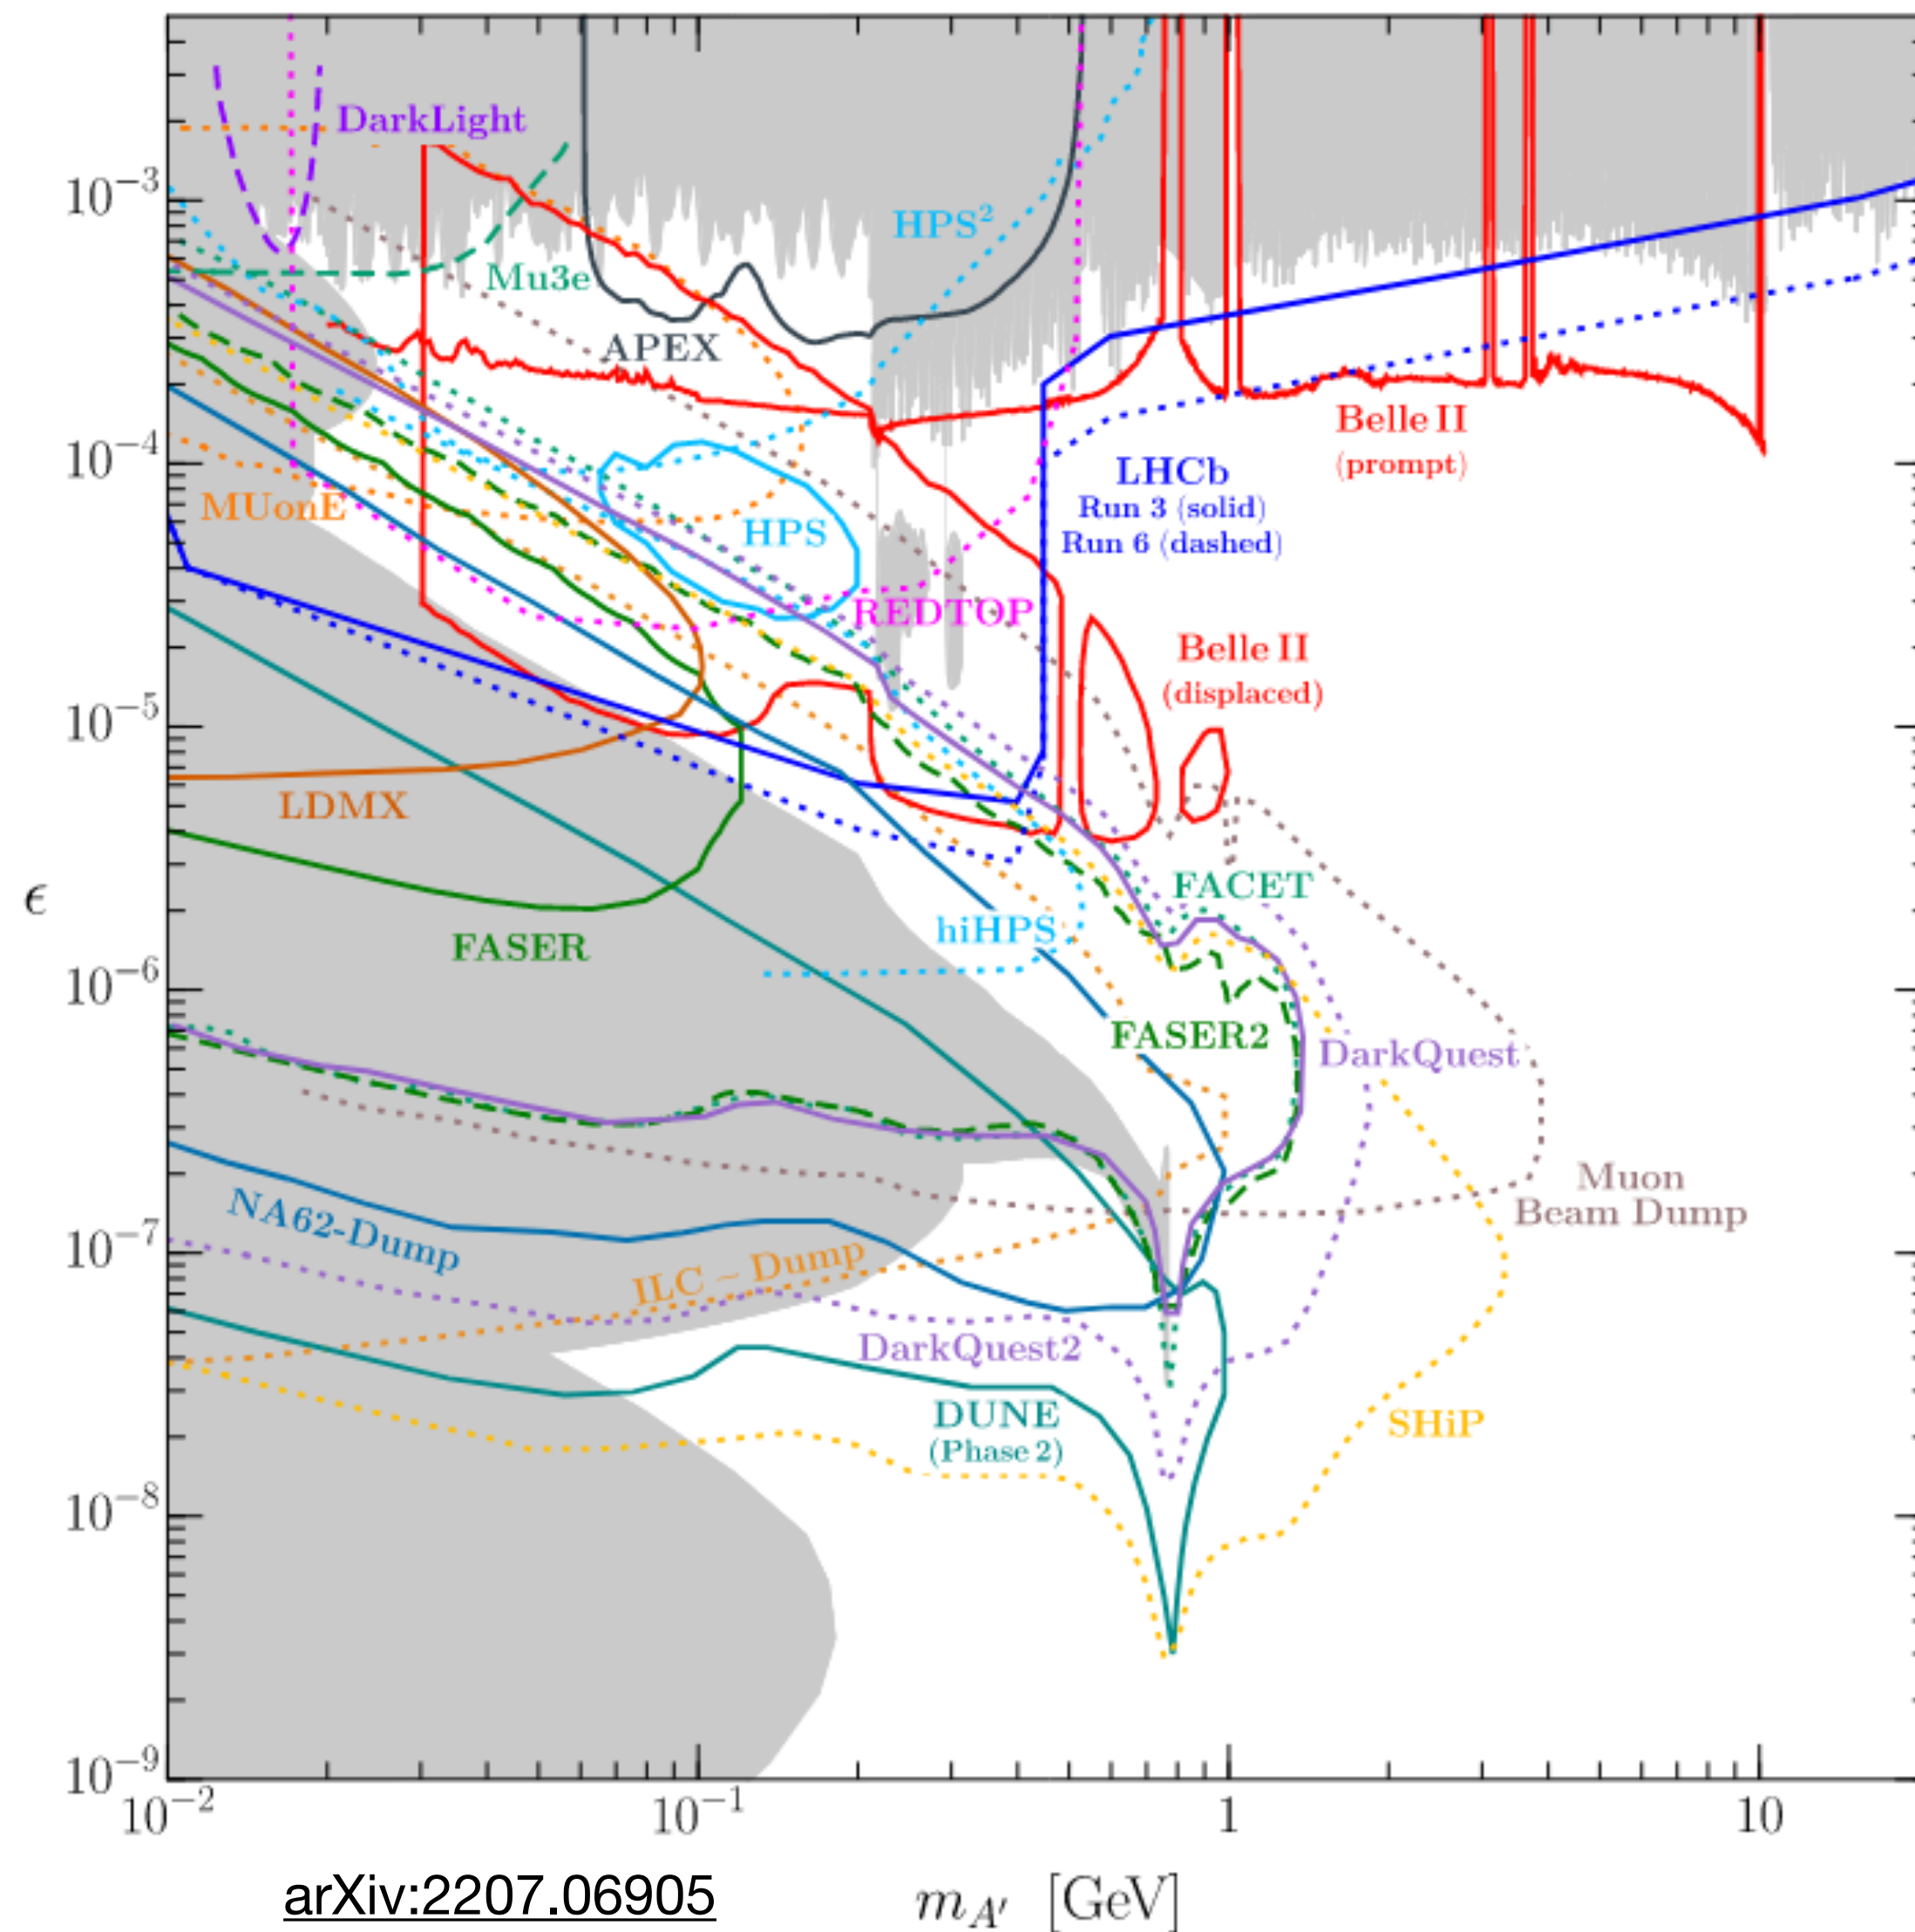 DarkLight
10⁻³
HPS²
Mu3e
APEX
Belle II
(prompt)
10⁻⁴
LHCb
Run 3 (solid)
Run 6 (dashed)
MUonE
HPS
REDTOP
Belle II
(displaced)
10⁻⁵
LDMX
ϵ
FACET
hiHPS
FASER
10⁻⁶
FASER2
DarkQuest
Muon
Beam Dump
NA62-Dump
10⁻⁷
ILC – Dump
DarkQuest2
DUNE
(Phase 2)
SHiP
10⁻⁸
10⁻⁹
10⁻² 10⁻¹ 1 10
arXiv:2207.06905
m_A′ [GeV]